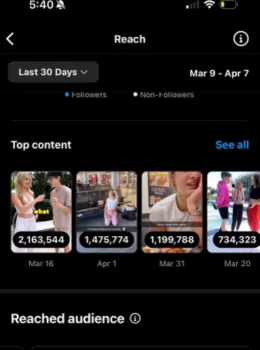 5:40
Reach
Last 30 Days
Mar 9 - Apr 7
Followers
Non-Followers
Top content
See all
what
2,163,544
1,475,774
1,199,788
734,323
Mar 16
Apr 1
Mar 31
Mar 20
Reached audience